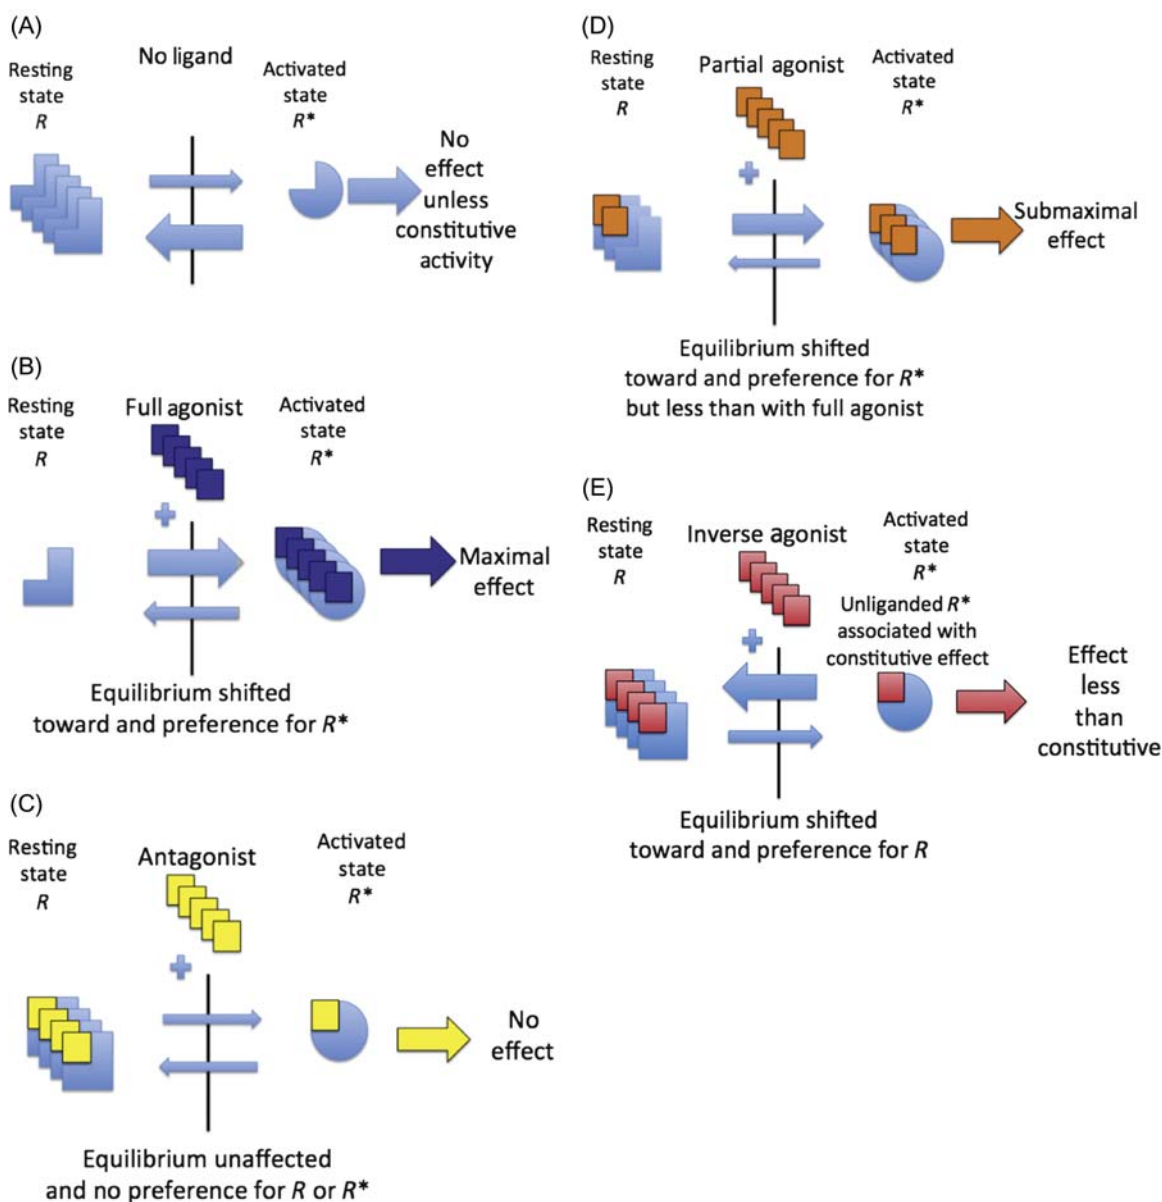 (A)
No ligand
Resting
state
R
Activated
state
R*
No
effect
unless
constitutive
activity
(B)
Resting
state
R
Full agonist
Activated
state
R*
Maximal
effect
Equilibrium shifted
toward and preference for R*
(C)
Resting
state
R
Antagonist
Activated
state
R*
No
effect
Equilibrium unaffected
and no preference for R or R*
(D)
Resting
state
R
Partial agonist
Activated
state
R*
Submaximal
effect
Equilibrium shifted
toward and preference for R*
but less than with full agonist
(E)
Resting
state
R
Inverse agonist
Activated
state
R*
Unliganded R*
associated with
constitutive effect
Effect
less
than
constitutive
Equilibrium shifted
toward and preference for R